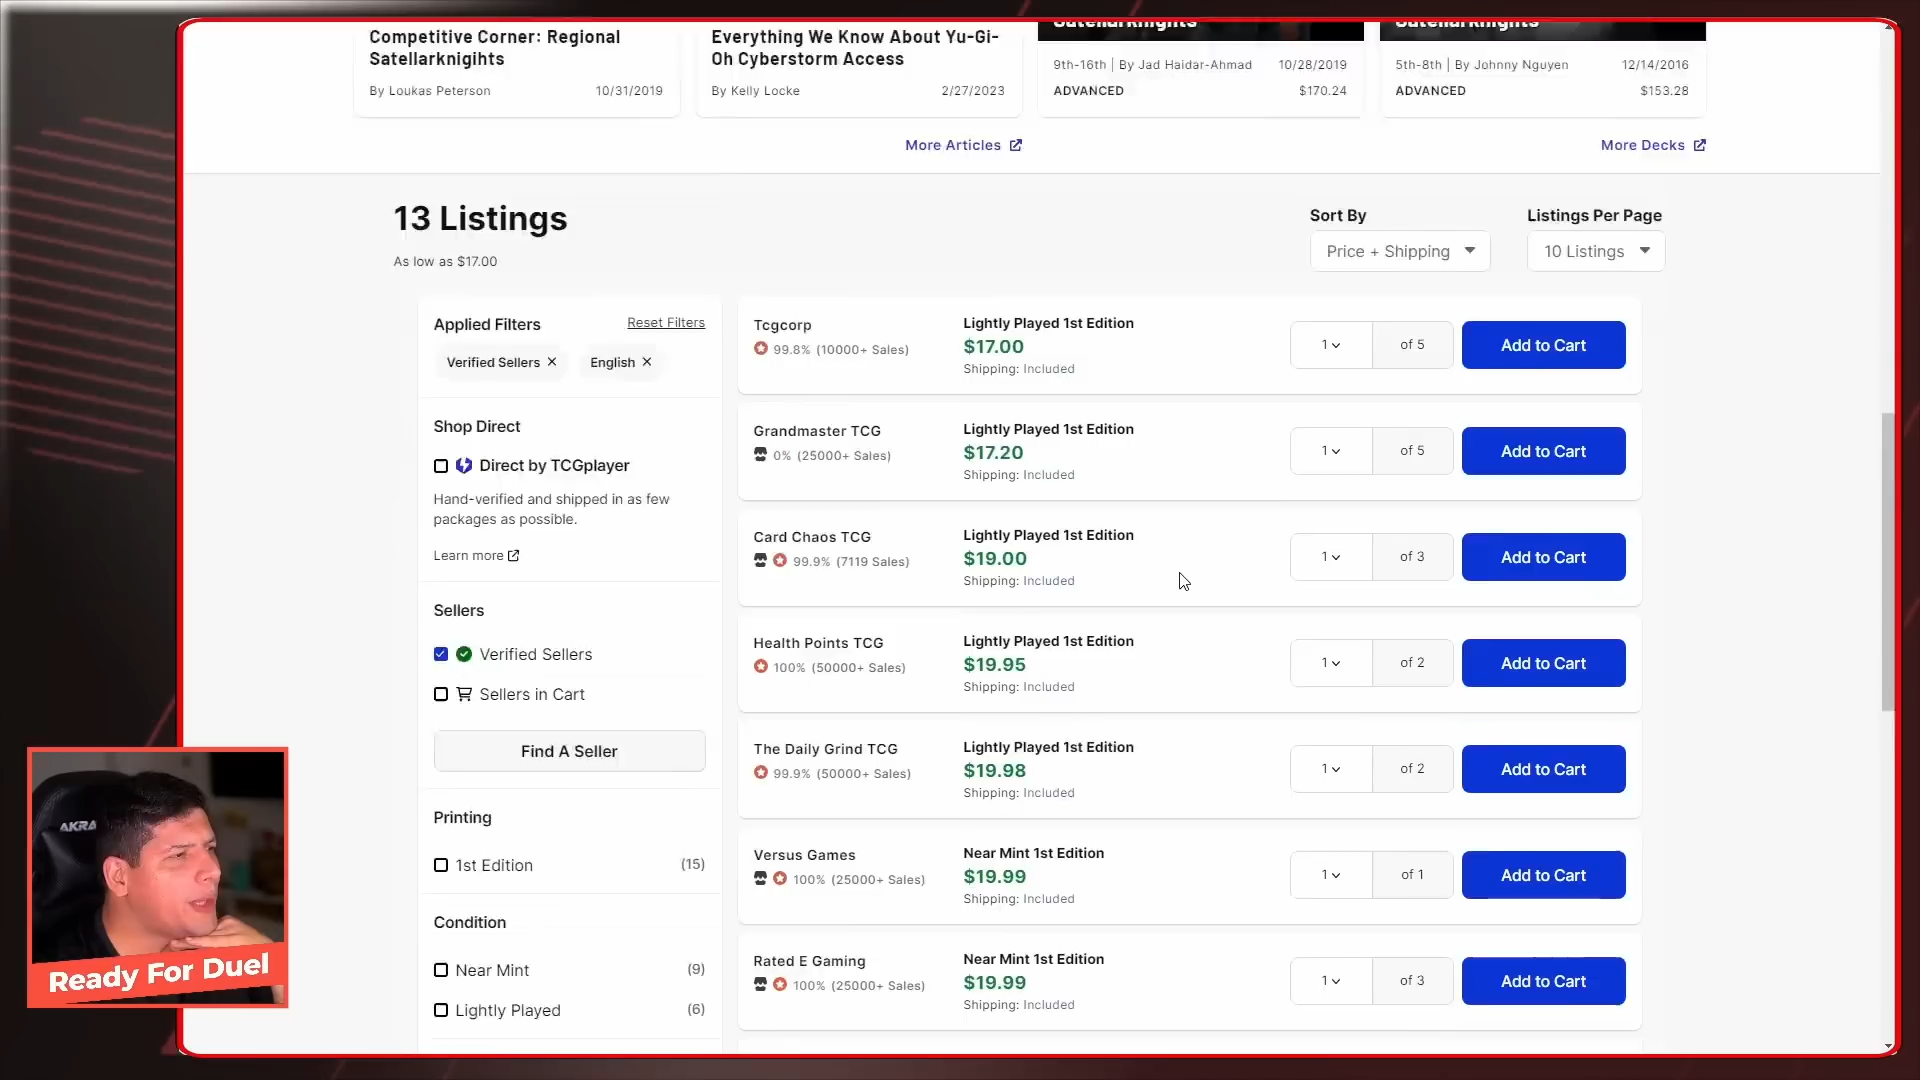 Satellarknights
Satellarknights
Competitive Corner: Regional
Satellarknigihts
By Loukas Peterson 10/31/2019
Everything We Know About Yu-Gi-
Oh Cyberstorm Access
By Kelly Locke 2/27/2023
9th-16th | By Jad Haidar-Ahmad 10/28/2019
ADVANCED $170.24
5th-8th | By Johnny Nguyen 12/14/2016
ADVANCED $153.28
More Articles
More Decks
13 Listings
As low as $17.00
Sort By
Price + Shipping
Listings Per Page
10 Listings
Applied Filters Reset Filters
Verified Sellers × English ×
Shop Direct
Direct by TCGplayer
Hand-verified and shipped in as few
packages as possible.
Learn more
Sellers
Verified Sellers
Sellers in Cart
Find A Seller
Printing
1st Edition (15)
Condition
Near Mint (9)
Lightly Played (6)
Tcgcorp
99.8% (10000+ Sales)
Lightly Played 1st Edition
$17.00
Shipping: Included
1 of 5 Add to Cart
Grandmaster TCG
0% (25000+ Sales)
Lightly Played 1st Edition
$17.20
Shipping: Included
1 of 5 Add to Cart
Card Chaos TCG
99.9% (7119 Sales)
Lightly Played 1st Edition
$19.00
Shipping: Included
1 of 3 Add to Cart
Health Points TCG
100% (50000+ Sales)
Lightly Played 1st Edition
$19.95
Shipping: Included
1 of 2 Add to Cart
The Daily Grind TCG
99.9% (50000+ Sales)
Lightly Played 1st Edition
$19.98
Shipping: Included
1 of 2 Add to Cart
Versus Games
100% (25000+ Sales)
Near Mint 1st Edition
$19.99
Shipping: Included
1 of 1 Add to Cart
Rated E Gaming
100% (25000+ Sales)
Near Mint 1st Edition
$19.99
Shipping: Included
1 of 3 Add to Cart
AKRA
Ready For Duel